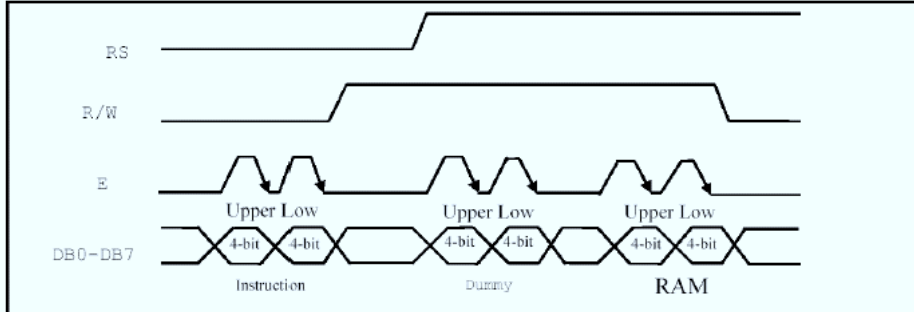 RS
R/W
E
Upper Low Upper Low Upper Low
DB0-DB7 4-bit 4-bit 4-bit 4-bit 4-bit 4-bit
Instruction Dummy RAM